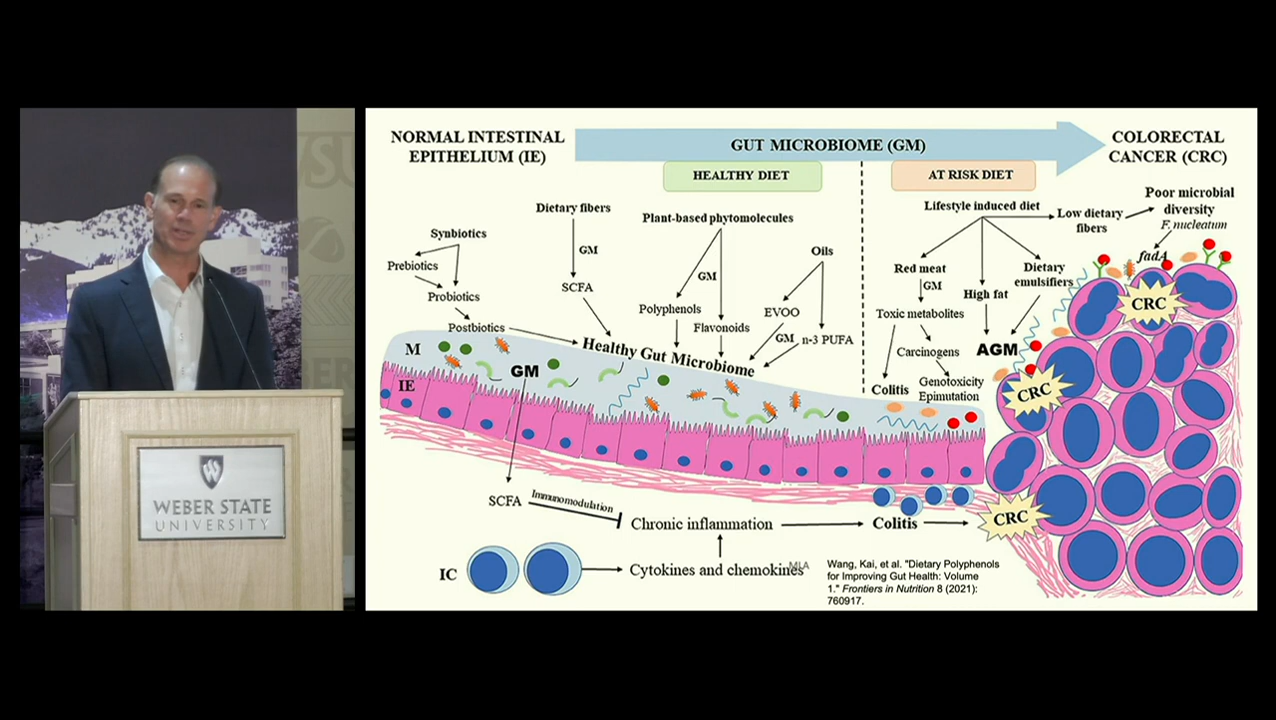 WEBER STATE
UNIVERSITY
NORMAL INTESTINAL
EPITHELIUM (IE)
GUT MICROBIOME (GM)
COLORECTAL
CANCER (CRC)
HEALTHY DIET
AT RISK DIET
Synbiotics
Prebiotics
Probiotics
Postbiotics
Dietary fibers
GM
SCFA
Plant-based phytomolecules
GM
Polyphenols
Flavonoids
Oils
EVOO
GM
n-3 PUFA
Lifestyle induced diet
Low dietary
fibers
Poor microbial
diversity
F. nucleatum
fadA
Red meat
GM
Toxic metabolites
Carcinogens
Colitis
Genotoxicity
Epimutation
High fat
Dietary
emulsifiers
AGM
CRC
CRC
CRC
Healthy Gut Microbiome
M
GM
IE
SCFA
Immunomodulation
Chronic inflammation
Colitis
IC
Cytokines and chemokines
MLA
Wang, Kai, et al. "Dietary Polyphenols
for Improving Gut Health: Volume
1." Frontiers in Nutrition 8 (2021):
760917.